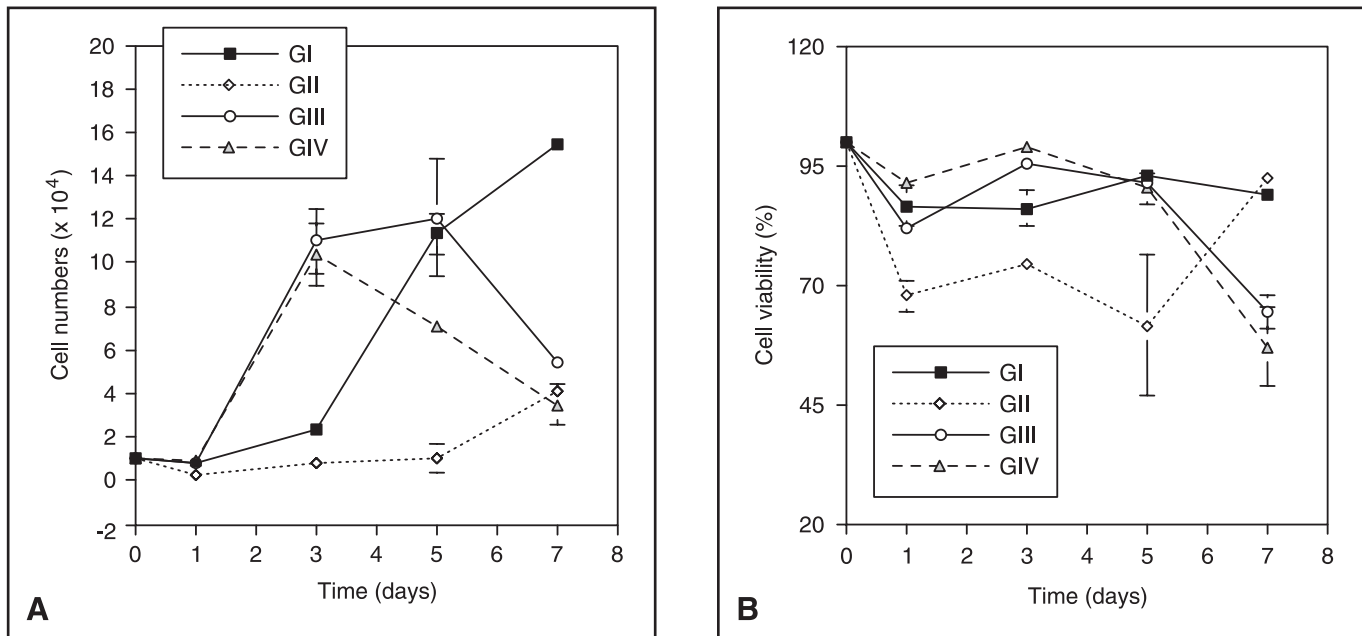 20
18
16
14
12
10
8
6
4
2
0
-2
Cell numbers (x 10⁴)
GI
GII
GIII
GIV
0 1 2 3 4 5 6 7 8
Time (days)
A
120
95
70
45
20
Cell viability (%)
GI
GII
GIII
GIV
0 1 2 3 4 5 6 7 8
Time (days)
B